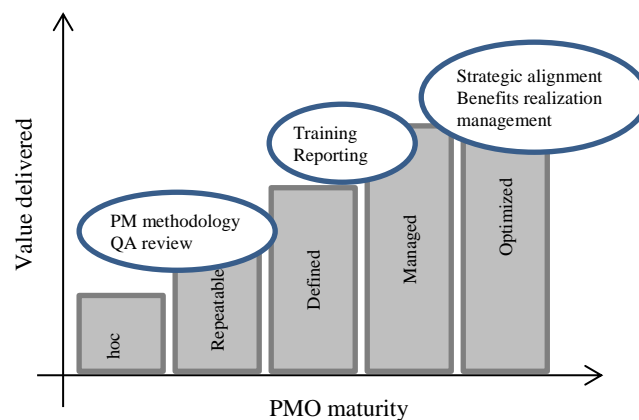 Value delivered
Strategic alignment
Benefits realization
management
Training
Reporting
PM methodology
QA review
hoc
Repeatable
Defined
Managed
Optimized
PMO maturity